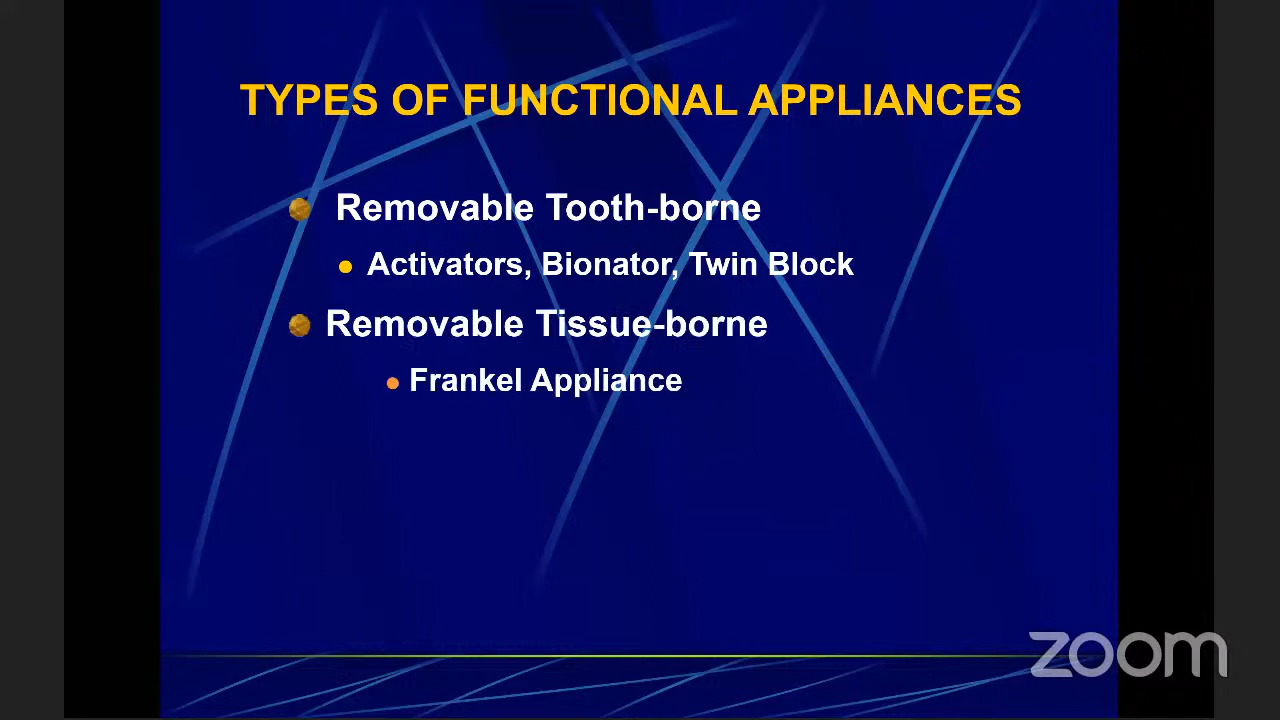 TYPES OF FUNCTIONAL APPLIANCES
Removable Tooth-borne
Activators, Bionator, Twin Block
Removable Tissue-borne
Frankel Appliance
zoom